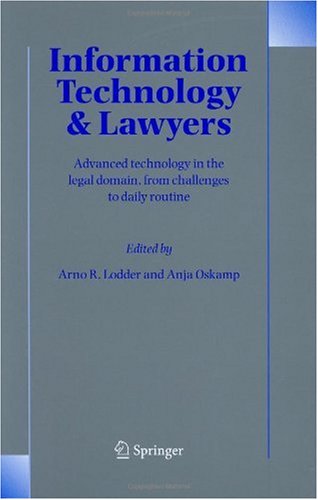 Information
Technology
& Lawyers
Advanced technology in the
legal domain, from challenges
to daily routine
Edited by
Arno R. Lodder and Anja Oskamp
Springer